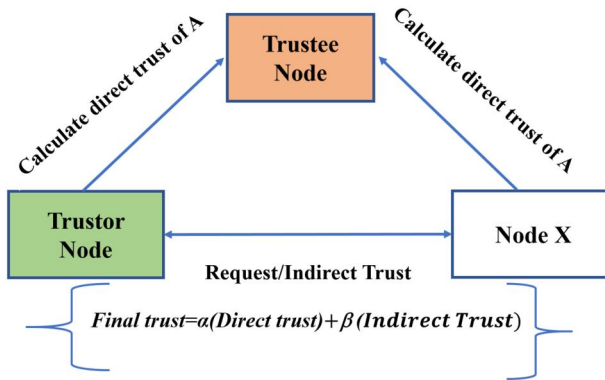 Calculate direct trust of A
Trustee
Node
Calculate direct trust of A
Trustor
Node
Node X
Request/Indirect Trust
Final trust=α(Direct trust)+β(Indirect Trust)